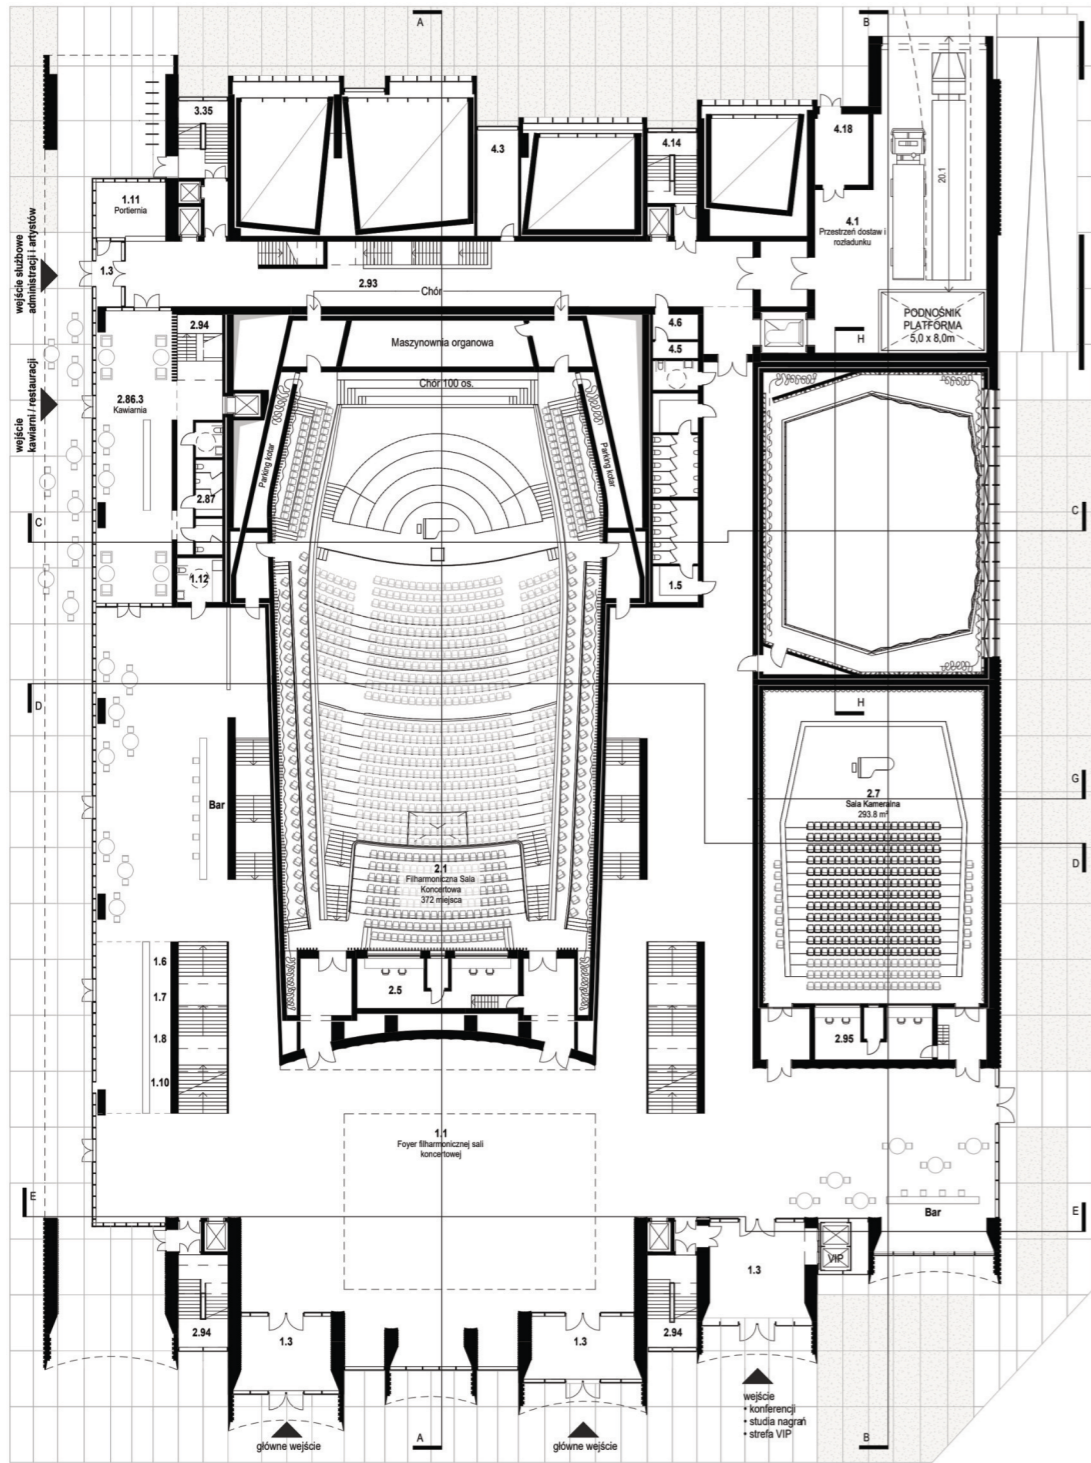 A
B
3.35
4.3
4.14
4.18
20.1
1.11
Portiernia
4.1
Przestrzeń dostaw i
rozładunku
wejście służbowe
administracji i artystów
1.3
2.93
Chór
PODNOŚNIK
PLATFORMA
5,0 x 8,0m
2.94
4.6
4.5
H
Maszynownia organowa
Chór 100 os.
wejście
kawiarni / restauracji
2.86.3
Kawiarnia
Parking kotar
Parking kotar
2.87
C
C
1.12
1.5
D
H
G
Bar
2.7
Sala Kameralna
293.8 m²
D
2.1
Filharmoniczna Sala
Koncertowa
372 miejsca
1.6
1.7
1.8
1.10
2.5
2.95
1.1
Foyer filharmonicznej sali
koncertowej
E
E
Bar
VIP
1.3
2.94
1.3
1.3
2.94
wejście
• konferencji
• studia nagrań
• strefa VIP
główne wejście
A
główne wejście
B